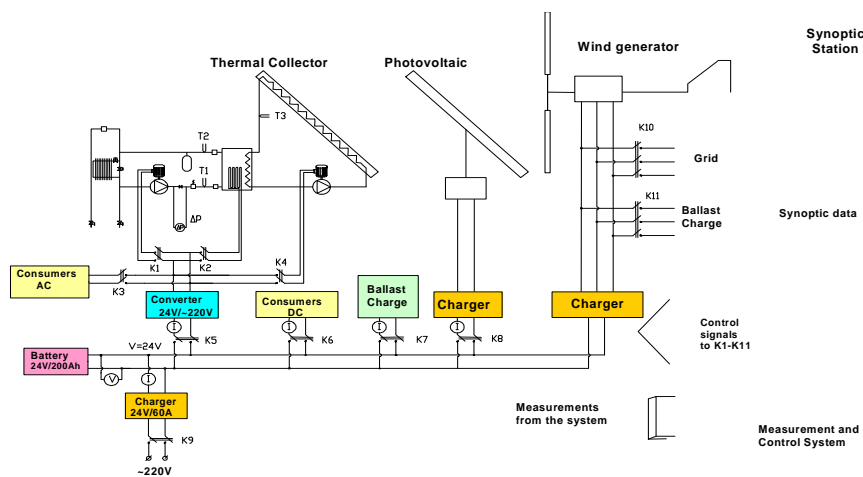 Synoptic
Station
Wind generator
Thermal Collector
Photovoltaic
T3
K10
T2
Grid
T1
K11
Ballast
Charge
Synoptic data
ΔP
K1
K2
K4
Consumers
AC
K3
Converter
24V/~220V
Consumers
DC
Ballast
Charge
Charger
Charger
I
K5
I
K6
I
K7
I
K8
Control
signals
to K1-K11
V=24V
Battery
24V/200Ah
V
I
Charger
24V/60A
K9
~220V
Measurements
from the system
Measurement and
Control System